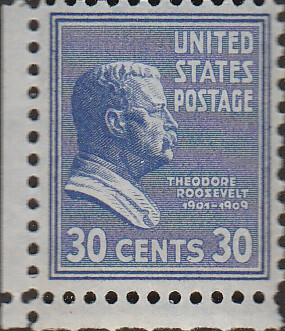 UNITED
STATES
POSTAGE
THEODORE
ROOSEVELT
1901-1909
30 CENTS 30